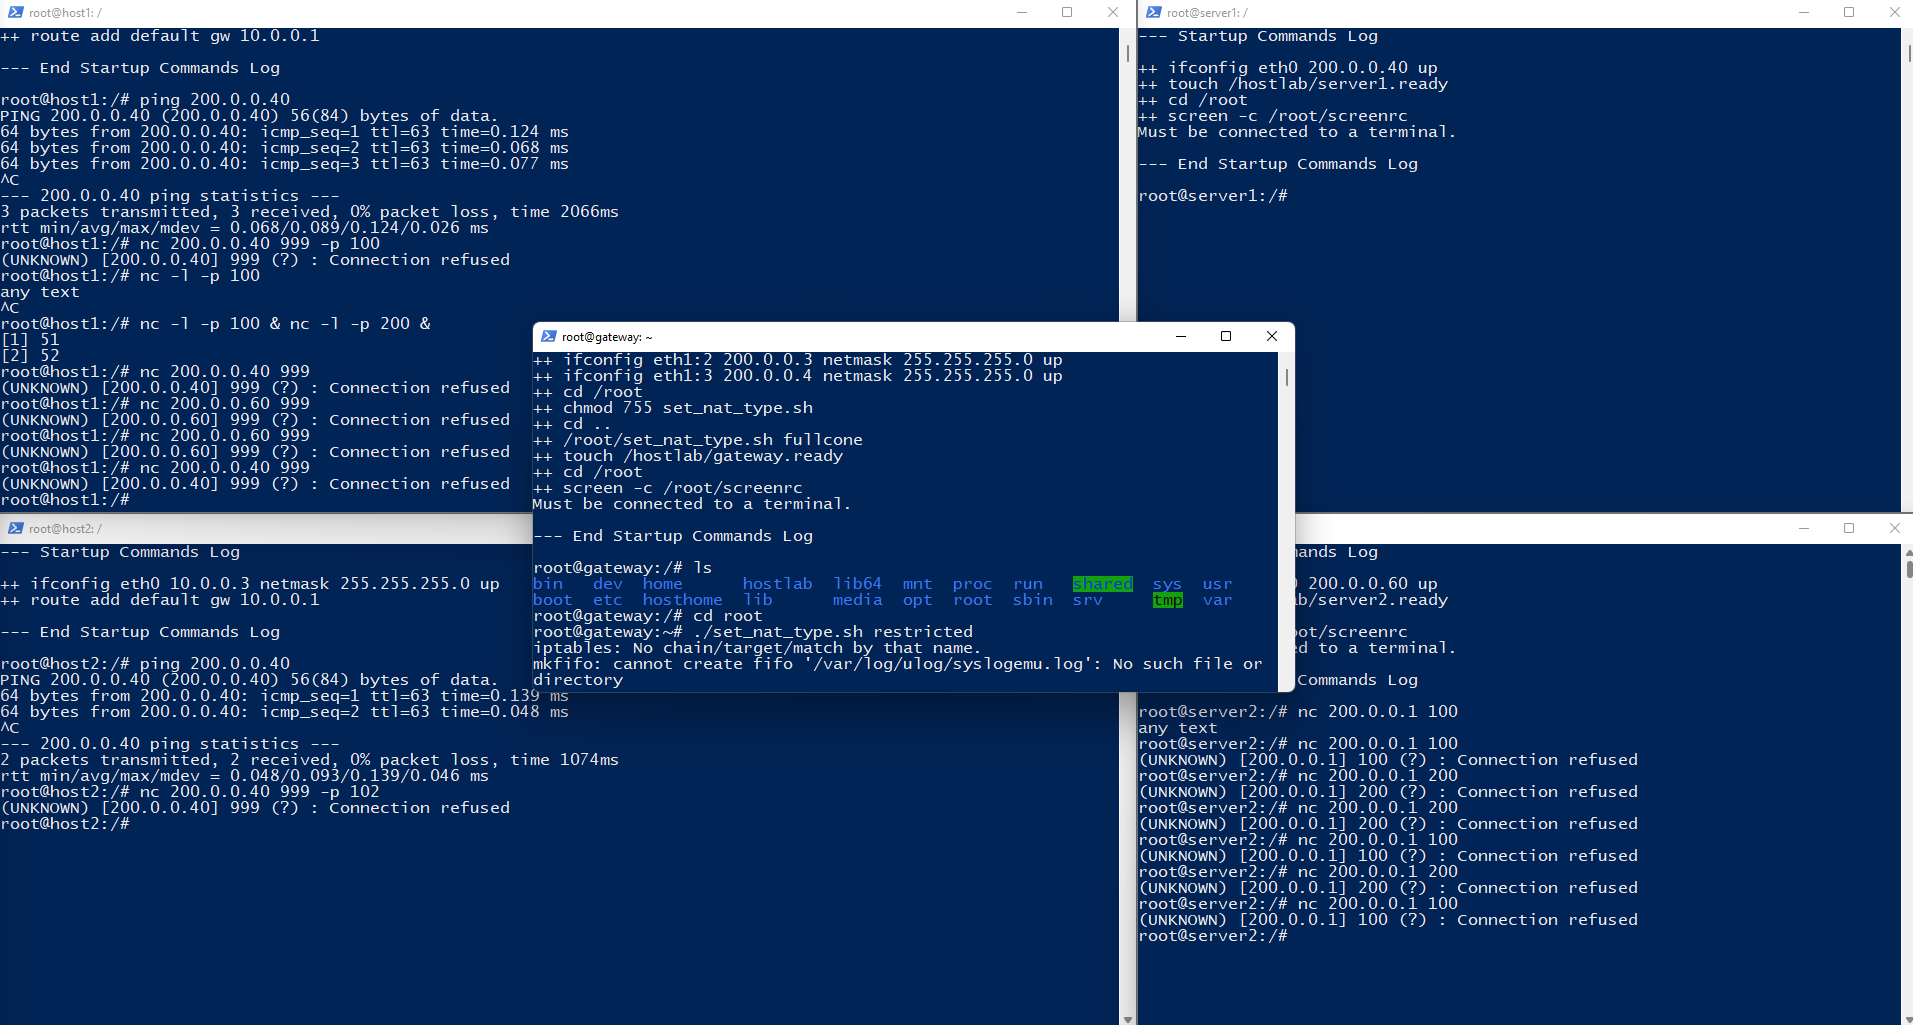 root@host1: /
++ route add default gw 10.0.0.1
--- End Startup Commands Log
root@host1:/# ping 200.0.0.40
PING 200.0.0.40 (200.0.0.40) 56(84) bytes of data.
64 bytes from 200.0.0.40: icmp_seq=1 ttl=63 time=0.124 ms
64 bytes from 200.0.0.40: icmp_seq=2 ttl=63 time=0.068 ms
64 bytes from 200.0.0.40: icmp_seq=3 ttl=63 time=0.077 ms
^C
--- 200.0.0.40 ping statistics ---
3 packets transmitted, 3 received, 0% packet loss, time 2066ms
rtt min/avg/max/mdev = 0.068/0.089/0.124/0.026 ms
root@host1:/# nc 200.0.0.40 999 -p 100
(UNKNOWN) [200.0.0.40] 999 (?) : Connection refused
root@host1:/# nc -l -p 100
any text
^C
root@host1:/# nc -l -p 100 & nc -l -p 200 &
[1] 51
[2] 52
root@host1:/# nc 200.0.0.40 999
(UNKNOWN) [200.0.0.40] 999 (?) : Connection refused
root@host1:/# nc 200.0.0.60 999
(UNKNOWN) [200.0.0.60] 999 (?) : Connection refused
root@host1:/# nc 200.0.0.60 999
(UNKNOWN) [200.0.0.60] 999 (?) : Connection refused
root@host1:/# nc 200.0.0.40 999
(UNKNOWN) [200.0.0.40] 999 (?) : Connection refused
root@host1:/#
root@server1: /
--- Startup Commands Log
++ ifconfig eth0 200.0.0.40 up
++ touch /hostlab/server1.ready
++ cd /root
++ screen -c /root/screenrc
Must be connected to a terminal.
--- End Startup Commands Log
root@server1:/#
root@gateway: ~
++ ifconfig eth1:2 200.0.0.3 netmask 255.255.255.0 up
++ ifconfig eth1:3 200.0.0.4 netmask 255.255.255.0 up
++ cd /root
++ chmod 755 set_nat_type.sh
++ cd ..
++ /root/set_nat_type.sh fullcone
++ touch /hostlab/gateway.ready
++ cd /root
++ screen -c /root/screenrc
Must be connected to a terminal.
--- End Startup Commands Log
root@gateway:/# ls
bin dev home hostlab lib64 mnt proc run shared sys usr
boot etc hosthome lib media opt root sbin srv tmp var
root@gateway:/# cd root
root@gateway:~# ./set_nat_type.sh restricted
iptables: No chain/target/match by that name.
mkfifo: cannot create fifo '/var/log/ulog/syslogemu.log': No such file or
directory
root@host2: /
--- Startup Commands Log
++ ifconfig eth0 10.0.0.3 netmask 255.255.255.0 up
++ route add default gw 10.0.0.1
--- End Startup Commands Log
root@host2:/# ping 200.0.0.40
PING 200.0.0.40 (200.0.0.40) 56(84) bytes of data.
64 bytes from 200.0.0.40: icmp_seq=1 ttl=63 time=0.139 ms
64 bytes from 200.0.0.40: icmp_seq=2 ttl=63 time=0.048 ms
^C
--- 200.0.0.40 ping statistics ---
2 packets transmitted, 2 received, 0% packet loss, time 1074ms
rtt min/avg/max/mdev = 0.048/0.093/0.139/0.046 ms
root@host2:/# nc 200.0.0.40 999 -p 102
(UNKNOWN) [200.0.0.40] 999 (?) : Connection refused
root@host2:/#
ands Log
200.0.0.60 up
b/server2.ready
ot/screenrc
d to a terminal.
Commands Log
root@server2:/# nc 200.0.0.1 100
any text
root@server2:/# nc 200.0.0.1 100
(UNKNOWN) [200.0.0.1] 100 (?) : Connection refused
root@server2:/# nc 200.0.0.1 200
(UNKNOWN) [200.0.0.1] 200 (?) : Connection refused
root@server2:/# nc 200.0.0.1 200
(UNKNOWN) [200.0.0.1] 200 (?) : Connection refused
root@server2:/# nc 200.0.0.1 100
(UNKNOWN) [200.0.0.1] 100 (?) : Connection refused
root@server2:/# nc 200.0.0.1 200
(UNKNOWN) [200.0.0.1] 200 (?) : Connection refused
root@server2:/# nc 200.0.0.1 100
(UNKNOWN) [200.0.0.1] 100 (?) : Connection refused
root@server2:/#